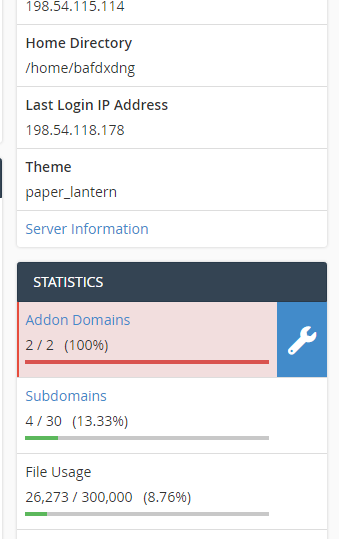 198.54.115.114
Home Directory
/home/bafdxdng
Last Login IP Address
198.54.118.178
Theme
paper_lantern
Server Information
STATISTICS
Addon Domains
2 / 2 (100%)
Subdomains
4 / 30 (13.33%)
File Usage
26,273 / 300,000 (8.76%)